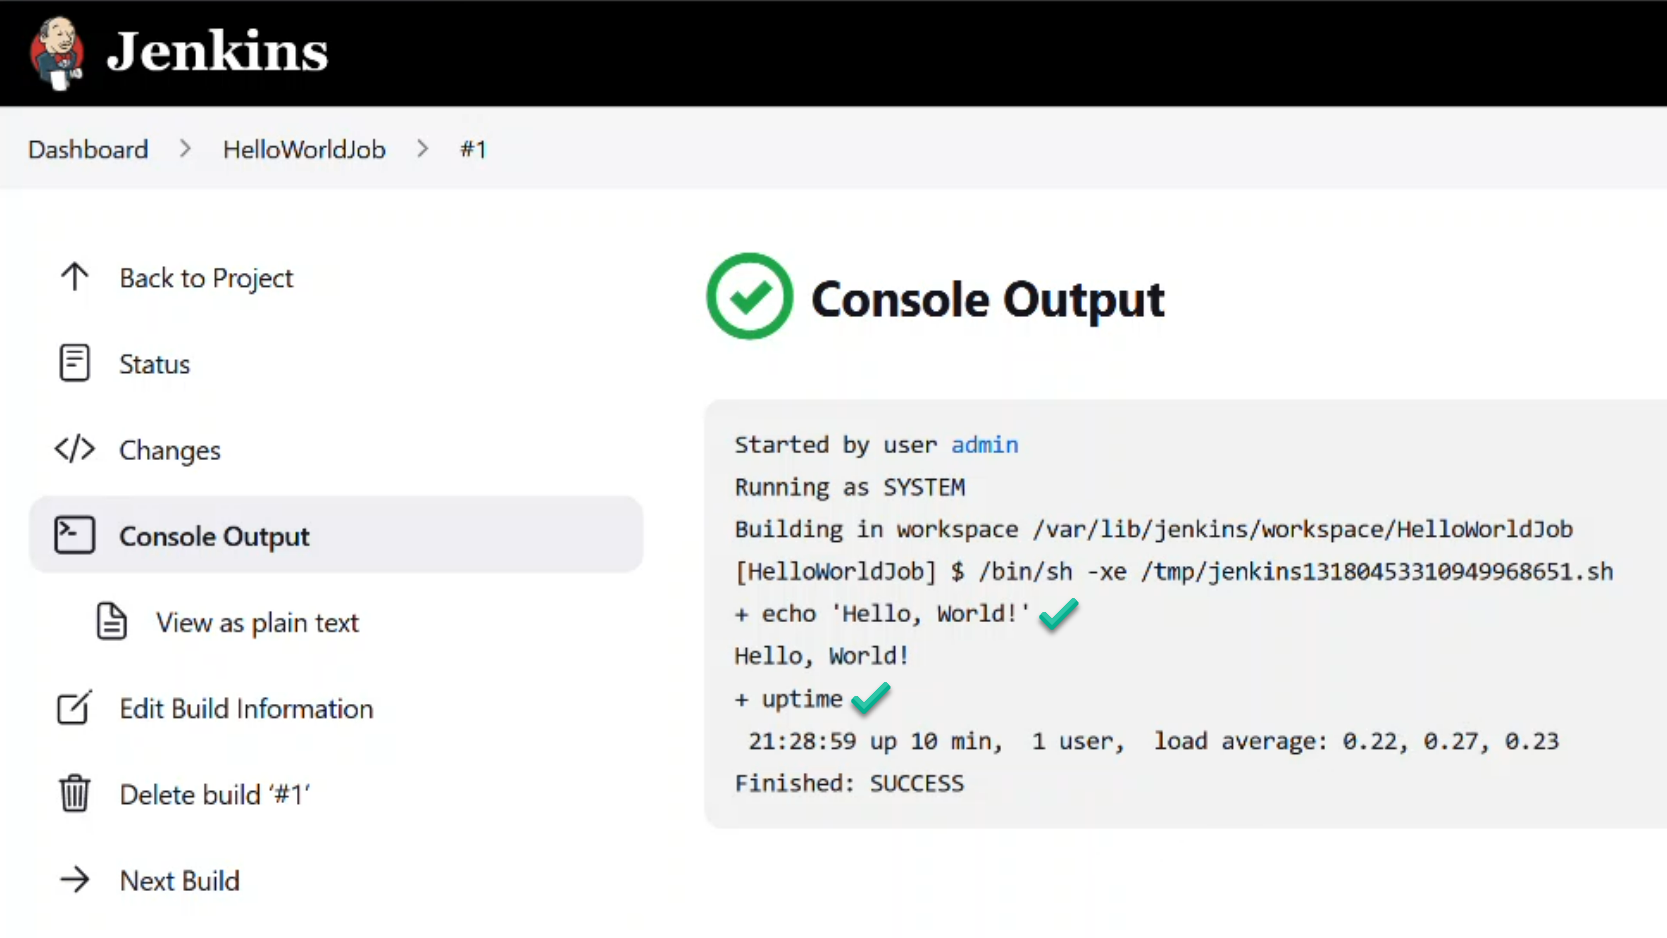 Jenkins
Dashboard > HelloWorldJob > #1
Back to Project
Status
Changes
Console Output
View as plain text
Edit Build Information
Delete build ‘#1’
Next Build
Console Output
Started by user admin
Running as SYSTEM
Building in workspace /var/lib/jenkins/workspace/HelloWorldJob
[HelloWorldJob] $ /bin/sh -xe /tmp/jenkins13180453310949968651.sh
+ echo 'Hello, World!'
Hello, World!
+ uptime
 21:28:59 up 10 min,  1 user,  load average: 0.22, 0.27, 0.23
Finished: SUCCESS